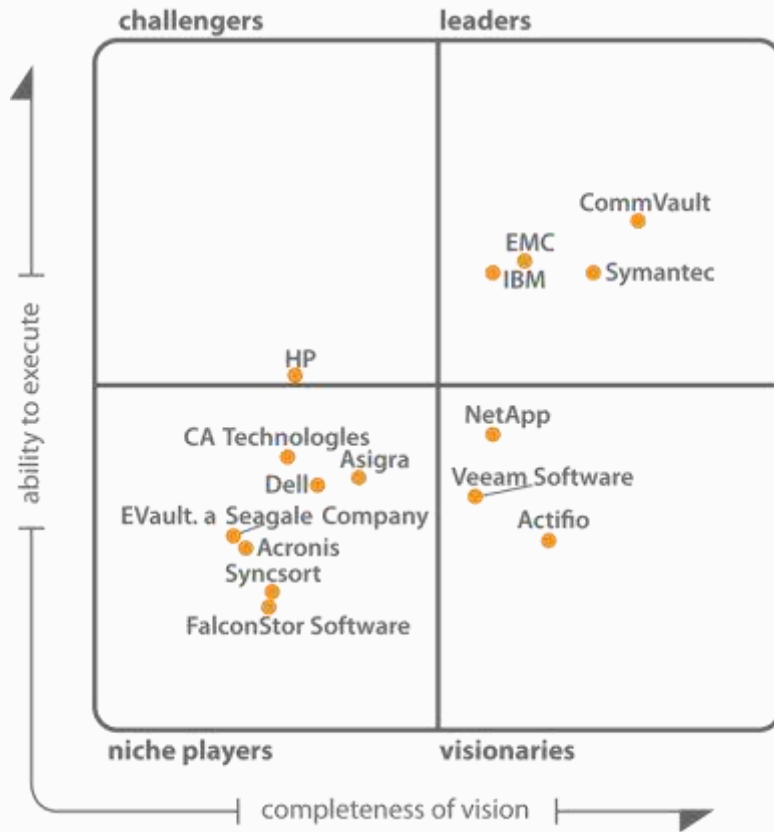 challengers
leaders
CommVault
EMC
IBM
Symantec
HP
NetApp
CA Technologles
Asigra
Dell
Veeam Software
EVault. a Seagale Company
Actifio
Acronis
Syncsort
FalconStor Software
niche players
visionaries
ability to execute
completeness of vision